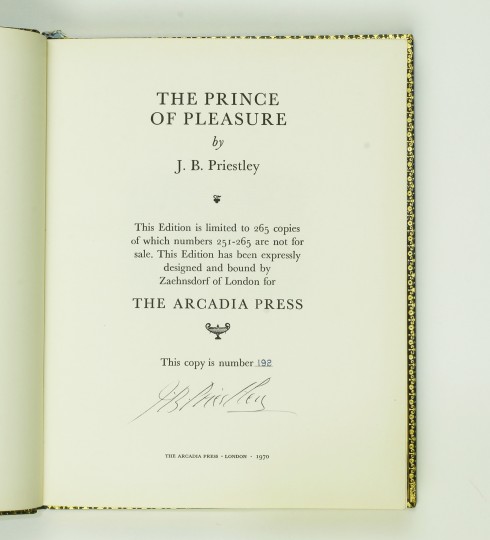 THE PRINCE
OF PLEASURE
by
J. B. Priestley
This Edition is limited to 265 copies
of which numbers 251-265 are not for
sale. This Edition has been expressly
designed and bound by
Zaehnsdorf of London for
THE ARCADIA PRESS
This copy is number 192
J B Priestley
THE ARCADIA PRESS · LONDON · 1970